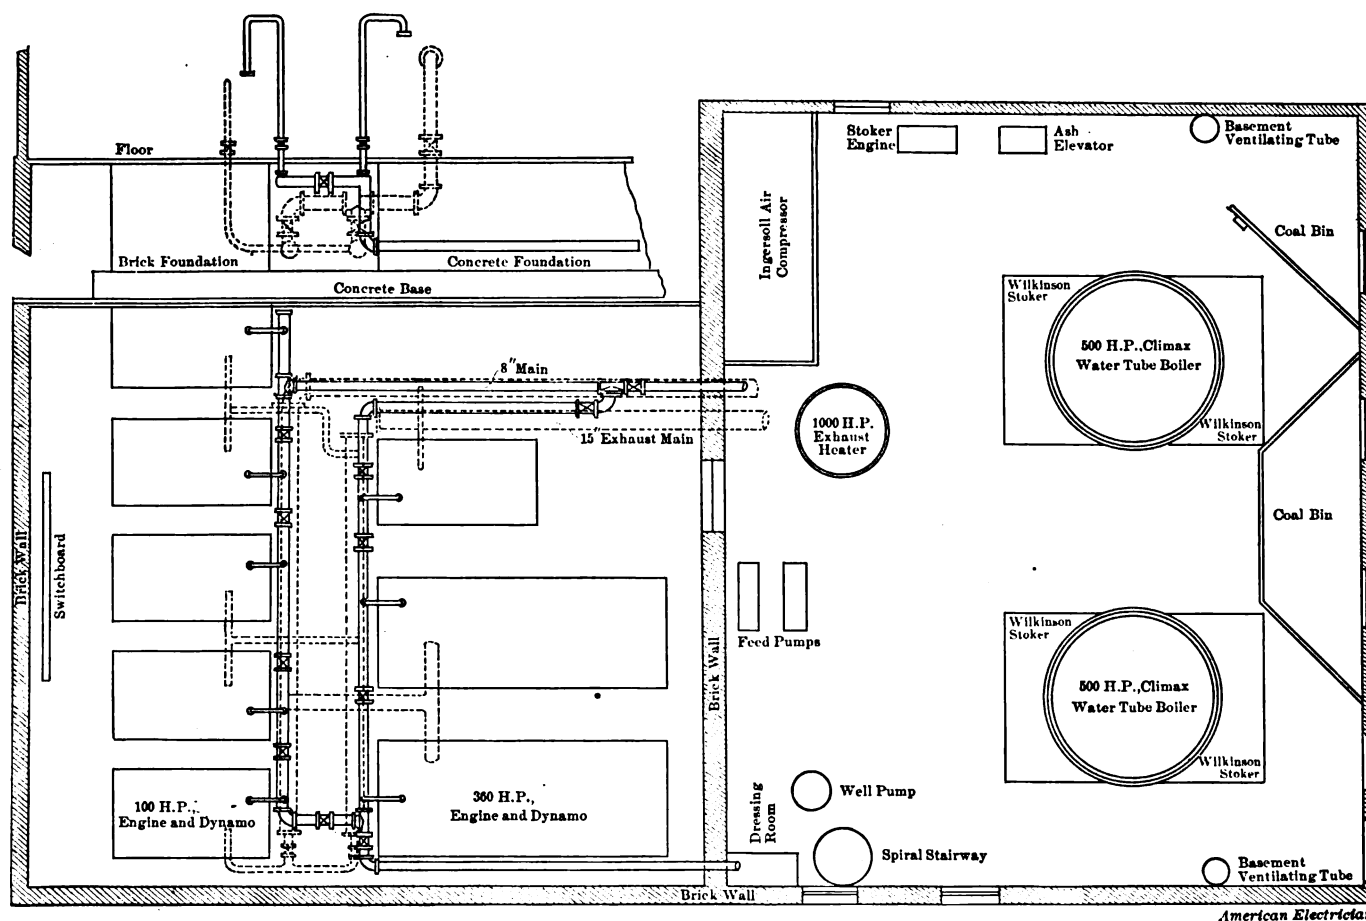 Floor
Brick Foundation
Concrete Foundation
Concrete Base
Stoker
Engine
Ash
Elevator
Basement
Ventilating Tube
Ingersoll Air
Compressor
Coal Bin
Wilkinson
Stoker
500 H.P.,Climax
Water Tube Boiler
Wilkinson
Stoker
8"Main
15"Exhaust Main
1000 H.P.
Exhaust
Heater
Coal Bin
Brick Wall
Switchboard
Feed Pumps
Brick Wall
Wilkinson
Stoker
500 H.P.,Climax
Water Tube Boiler
Wilkinson
Stoker
100 H.P.,
Engine and Dynamo
360 H.P.,
Engine and Dynamo
Dressing
Room
Well Pump
Spiral Stairway
Basement
Ventilating Tube
Brick Wall
American Electrician